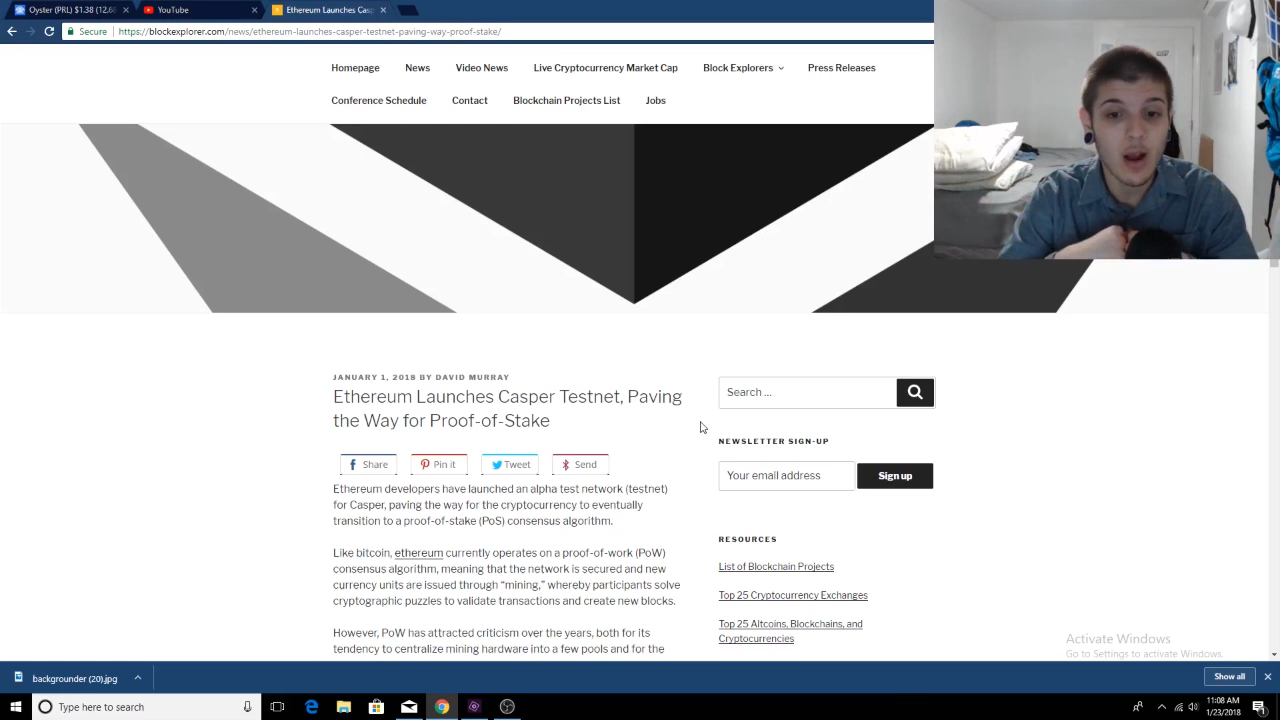 Oyster (PRL) $1.38 (12.68
YouTube
Ethereum Launches Casp
Secure
https://blockexplorer.com/news/ethereum-launches-casper-testnet-paving-way-proof-stake/
Homepage
News
Video News
Live Cryptocurrency Market Cap
Block Explorers
Press Releases
Conference Schedule
Contact
Blockchain Projects List
Jobs
JANUARY 1, 2018 BY DAVID MURRAY
Ethereum Launches Casper Testnet, Paving
the Way for Proof-of-Stake
Share
Pin it
Tweet
Send
Ethereum developers have launched an alpha test network (testnet)
for Casper, paving the way for the cryptocurrency to eventually
transition to a proof-of-stake (PoS) consensus algorithm.
Like bitcoin, ethereum currently operates on a proof-of-work (PoW)
consensus algorithm, meaning that the network is secured and new
currency units are issued through “mining,” whereby participants solve
cryptographic puzzles to validate transactions and create new blocks.
However, PoW has attracted criticism over the years, both for its
tendency to centralize mining hardware into a few pools and for the
Search …
NEWSLETTER SIGN-UP
Your email address
Sign up
RESOURCES
List of Blockchain Projects
Top 25 Cryptocurrency Exchanges
Top 25 Altcoins, Blockchains, and
Cryptocurrencies
Activate Windows
Go to Settings to activate Windows.
backgrounder (20).jpg
Show all
Type here to search
11:08 AM
1/23/2018